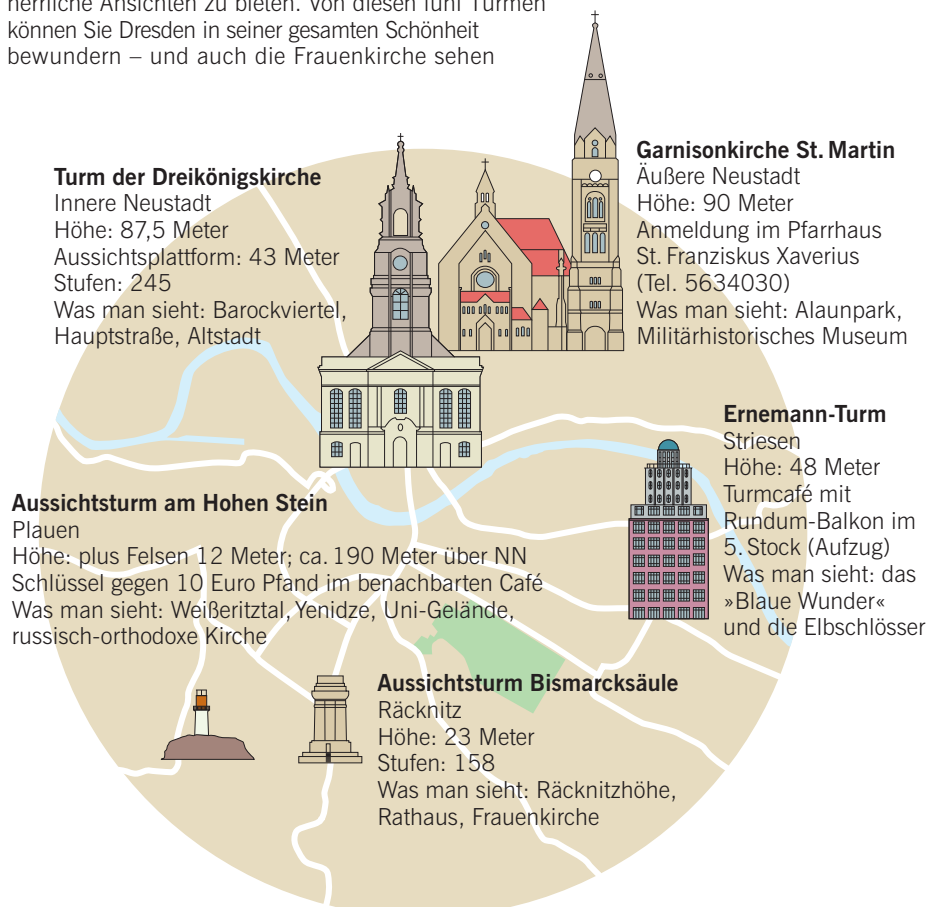 herrliche Ansichten zu bieten. Von diesen fünf Türmen
können Sie Dresden in seiner gesamten Schönheit
bewundern – und auch die Frauenkirche sehen
Turm der Dreikönigskirche
Innere Neustadt
Höhe: 87,5 Meter
Aussichtsplattform: 43 Meter
Stufen: 245
Was man sieht: Barockviertel,
Hauptstraße, Altstadt
Garnisonkirche St. Martin
Äußere Neustadt
Höhe: 90 Meter
Anmeldung im Pfarrhaus
St. Franziskus Xaverius
(Tel. 5634030)
Was man sieht: Alaunpark,
Militärhistorisches Museum
Ernemann-Turm
Striesen
Höhe: 48 Meter
Turmcafé mit
Rundum-Balkon im
5. Stock (Aufzug)
Was man sieht: das
»Blaue Wunder«
und die Elbschlösser
Aussichtsturm am Hohen Stein
Plauen
Höhe: plus Felsen 12 Meter; ca. 190 Meter über NN
Schlüssel gegen 10 Euro Pfand im benachbarten Café
Was man sieht: Weißeritztal, Yenidze, Uni-Gelände,
russisch-orthodoxe Kirche
Aussichtsturm Bismarcksäule
Räcknitz
Höhe: 23 Meter
Stufen: 158
Was man sieht: Räcknitzhöhe,
Rathaus, Frauenkirche